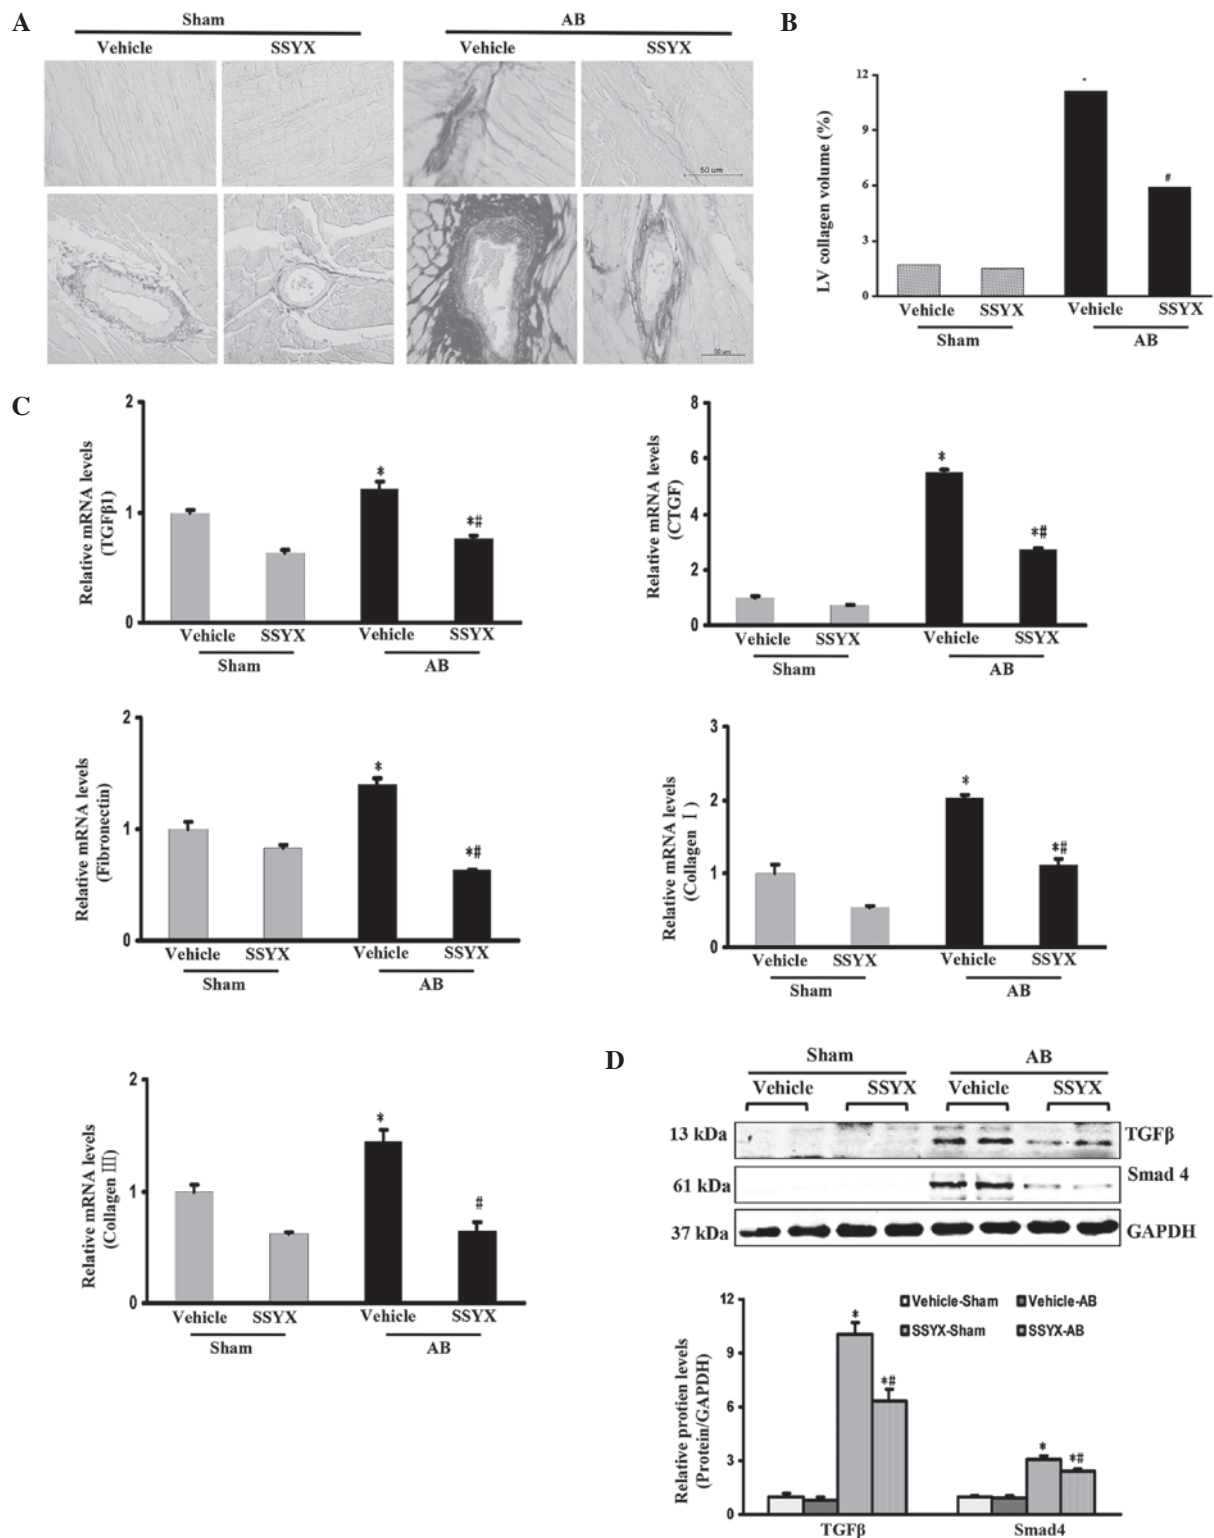 A
Sham
AB
Vehicle
SSYX
Vehicle
SSYX
50 um
50 um
B
LV collagen volume (%)
12
9
6
3
0
-
#
Vehicle
SSYX
Vehicle
SSYX
Sham
AB
C
Relative mRNA levels
(TGFβ1)
2
1
0
*
*#
Vehicle
SSYX
Vehicle
SSYX
Sham
AB
Relative mRNA levels
(CTGF)
8
6
4
2
0
*
*#
Vehicle
SSYX
Vehicle
SSYX
Sham
AB
Relative mRNA levels
(Fibronectin)
2
1
0
*
*#
Vehicle
SSYX
Vehicle
SSYX
Sham
AB
Relative mRNA levels
(Collagen Ⅰ)
3
2
1
0
*
*#
Vehicle
SSYX
Vehicle
SSYX
Sham
AB
Relative mRNA levels
(Collagen Ⅲ)
2
1
0
*
#
Vehicle
SSYX
Vehicle
SSYX
Sham
AB
D
Sham
AB
Vehicle
SSYX
Vehicle
SSYX
13 kDa
TGFβ
61 kDa
Smad 4
37 kDa
GAPDH
Relative protien levels
(Protein/GAPDH)
12
9
6
3
0
Vehicle-Sham
Vehicle-AB
SSYX-Sham
SSYX-AB
*
*#
*
*#
TGFβ
Smad4